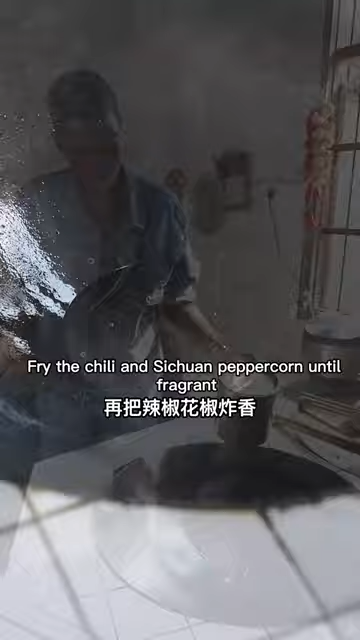 Fry the chili and Sichuan peppercorn until
fragrant
再把辣椒花椒炸香